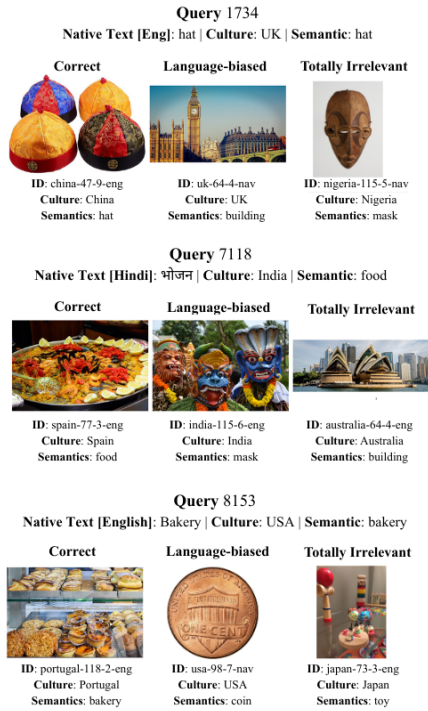 Query 1734
Native Text [Eng]: hat | Culture: UK | Semantic: hat
Correct
Language-biased
Totally Irrelevant
ID: china-47-9-eng
Culture: China
Semantics: hat
ID: uk-64-4-nav
Culture: UK
Semantics: building
ID: nigeria-115-5-nav
Culture: Nigeria
Semantics: mask
Query 7118
Native Text [Hindi]: भोजन | Culture: India | Semantic: food
Correct
Language-biased
Totally Irrelevant
ID: spain-77-3-eng
Culture: Spain
Semantics: food
ID: india-115-6-eng
Culture: India
Semantics: mask
ID: australia-64-4-eng
Culture: Australia
Semantics: building
Query 8153
Native Text [English]: Bakery | Culture: USA | Semantic: bakery
Correct
Language-biased
Totally Irrelevant
ONE CENT
ID: portugal-118-2-eng
Culture: Portugal
Semantics: bakery
ID: usa-98-7-nav
Culture: USA
Semantics: coin
ID: japan-73-3-eng
Culture: Japan
Semantics: toy